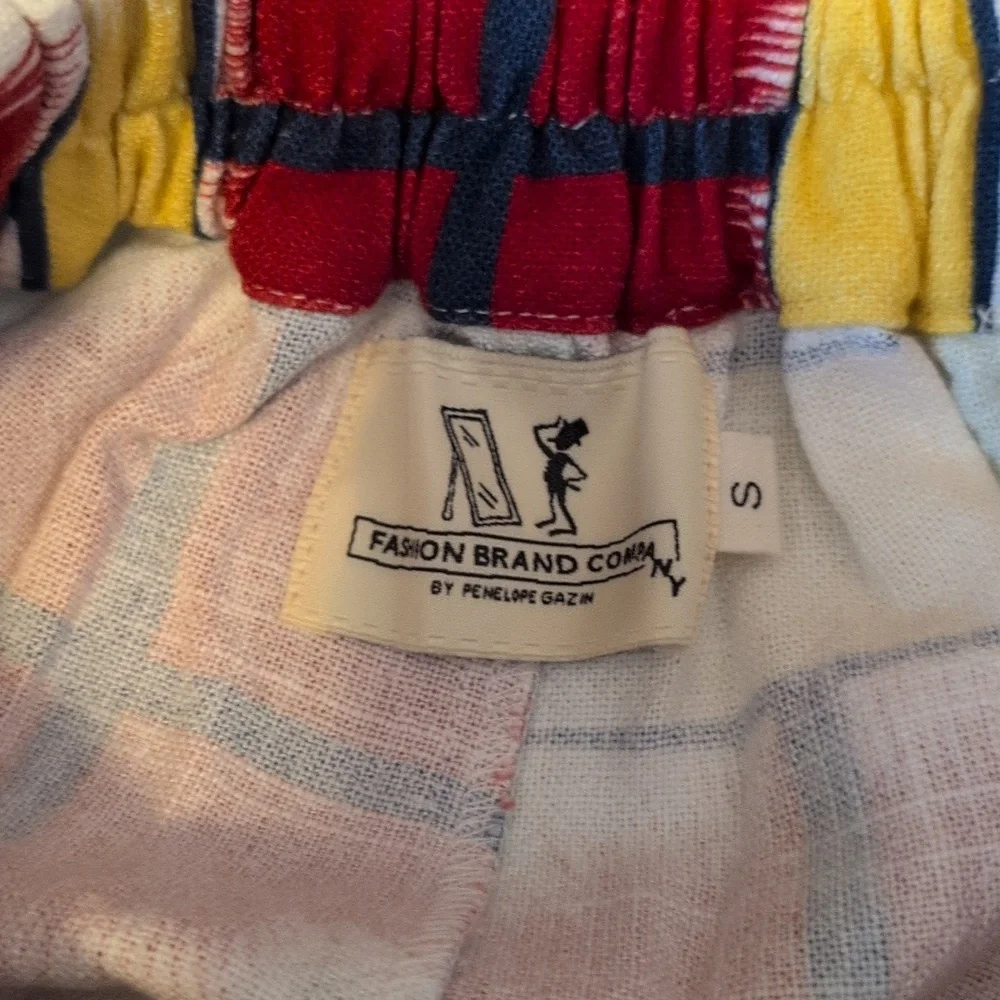 FASHION BRAND COMPANY
BY PENELOPE GAZIN
S